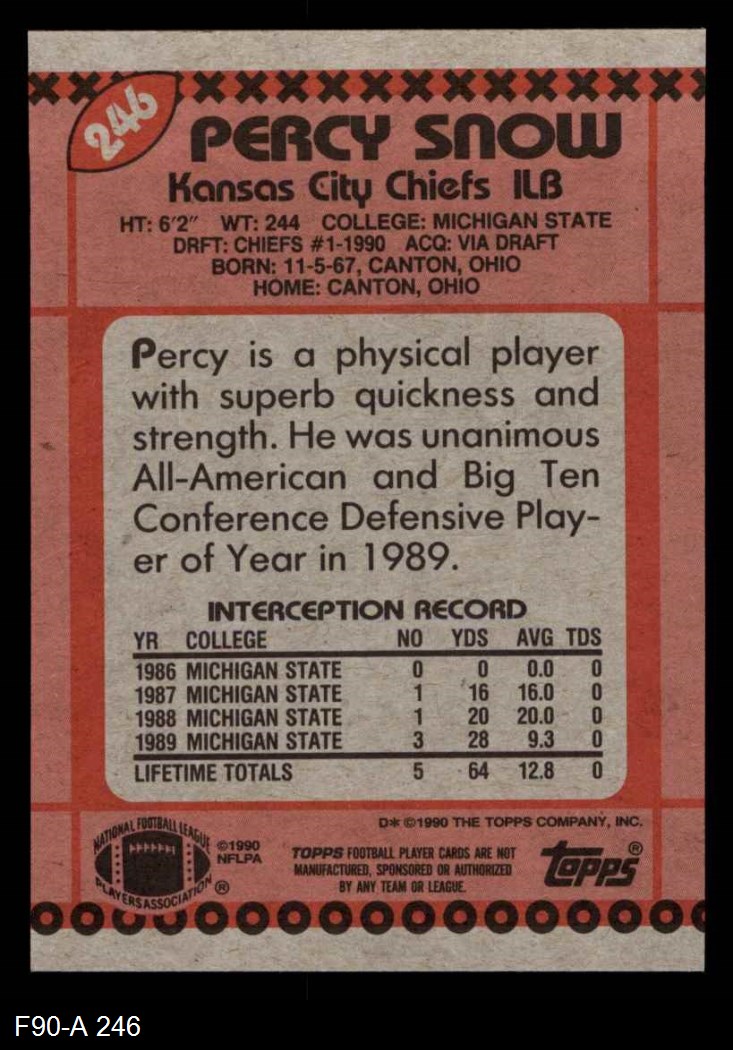 246
PERCY SNOW
Kansas City Chiefs ILB
HT: 6'2" WT: 244 COLLEGE: MICHIGAN STATE
DRFT: CHIEFS #1-1990 ACQ: VIA DRAFT
BORN: 11-5-67, CANTON, OHIO
HOME: CANTON, OHIO
Percy is a physical player
with superb quickness and
strength. He was unanimous
All-American and Big Ten
Conference Defensive Play-
er of Year in 1989.
INTERCEPTION RECORD
YR COLLEGE NO YDS AVG TDS
1986 MICHIGAN STATE 0 0 0.0 0
1987 MICHIGAN STATE 1 16 16.0 0
1988 MICHIGAN STATE 1 20 20.0 0
1989 MICHIGAN STATE 3 28 9.3 0
LIFETIME TOTALS 5 64 12.8 0
D* ©1990 THE TOPPS COMPANY, INC.
NATIONAL FOOTBALL LEAGUE
PLAYERS ASSOCIATION ®
©1990
NFLPA
TOPPS FOOTBALL PLAYER CARDS ARE NOT
MANUFACTURED, SPONSORED OR AUTHORIZED
BY ANY TEAM OR LEAGUE.
topps®
F90-A 246